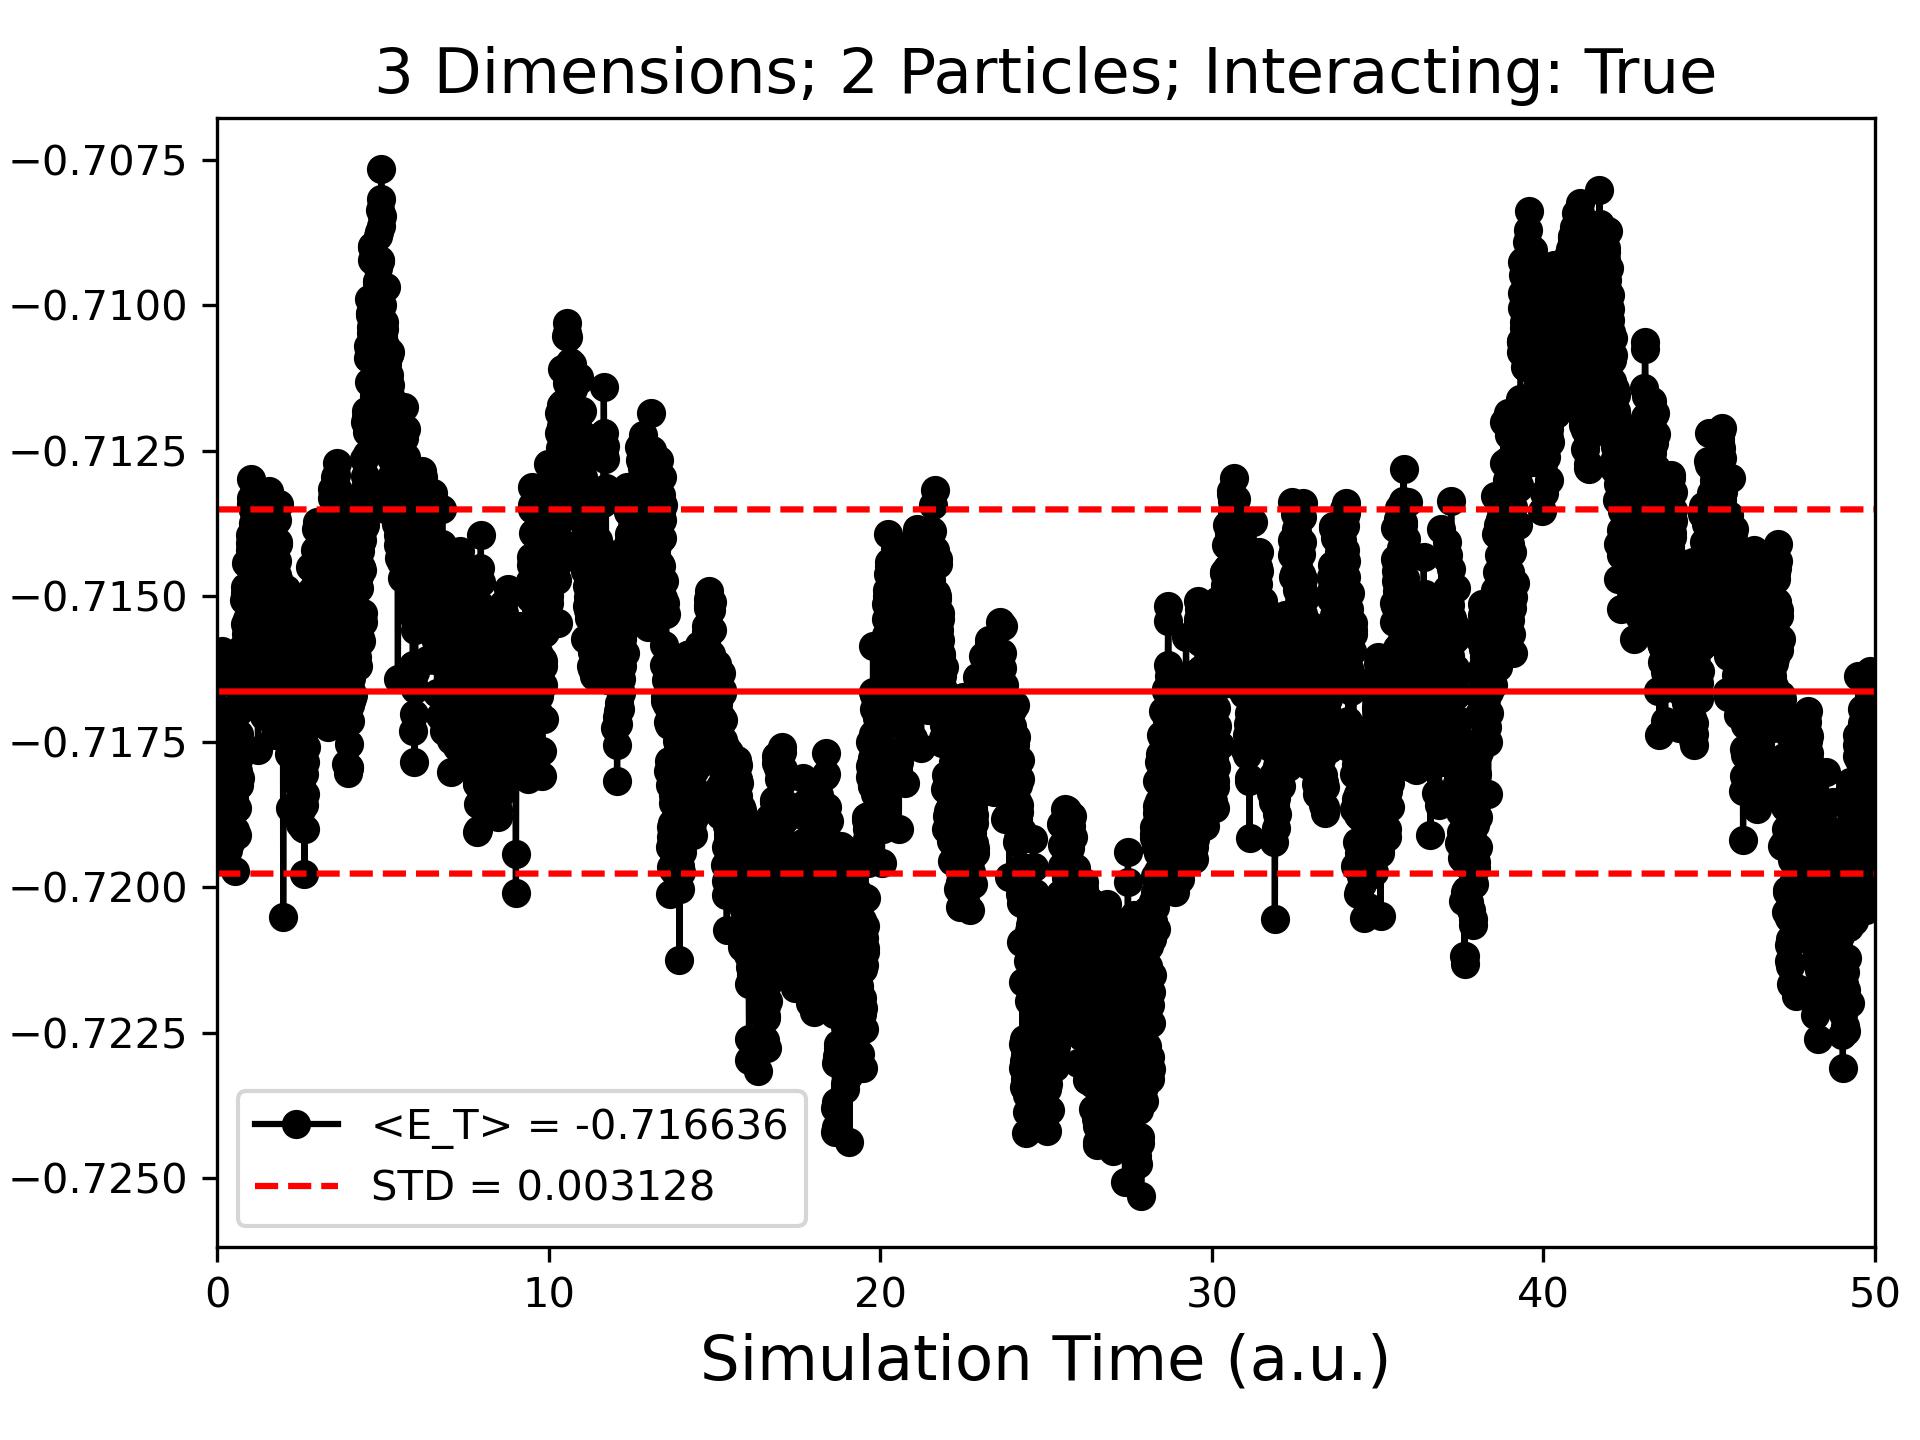 3 Dimensions; 2 Particles; Interacting: True
−0.7075
−0.7100
−0.7125
−0.7150
−0.7175
−0.7200
−0.7225
−0.7250
<E_T> = -0.716636
STD = 0.003128
0 10 20 30 40 50
Simulation Time (a.u.)